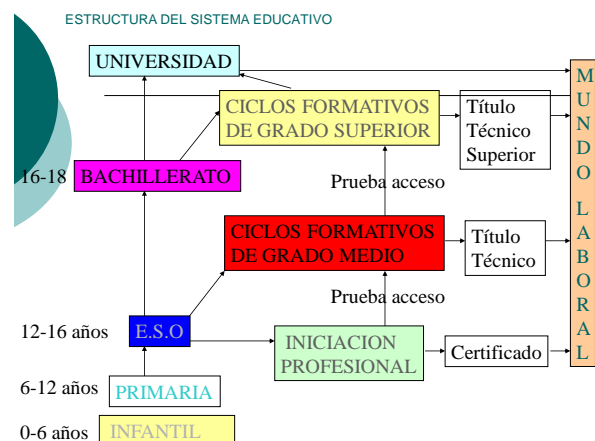 ESTRUCTURA DEL SISTEMA EDUCATIVO
UNIVERSIDAD
CICLOS FORMATIVOS
DE GRADO SUPERIOR
Título
Técnico
Superior
16-18
BACHILLERATO
Prueba acceso
CICLOS FORMATIVOS
DE GRADO MEDIO
Título
Técnico
Prueba acceso
12-16 años
E.S.O
INICIACION
PROFESIONAL
Certificado
6-12 años
PRIMARIA
0-6 años
INFANTIL
MUNDO LABORAL